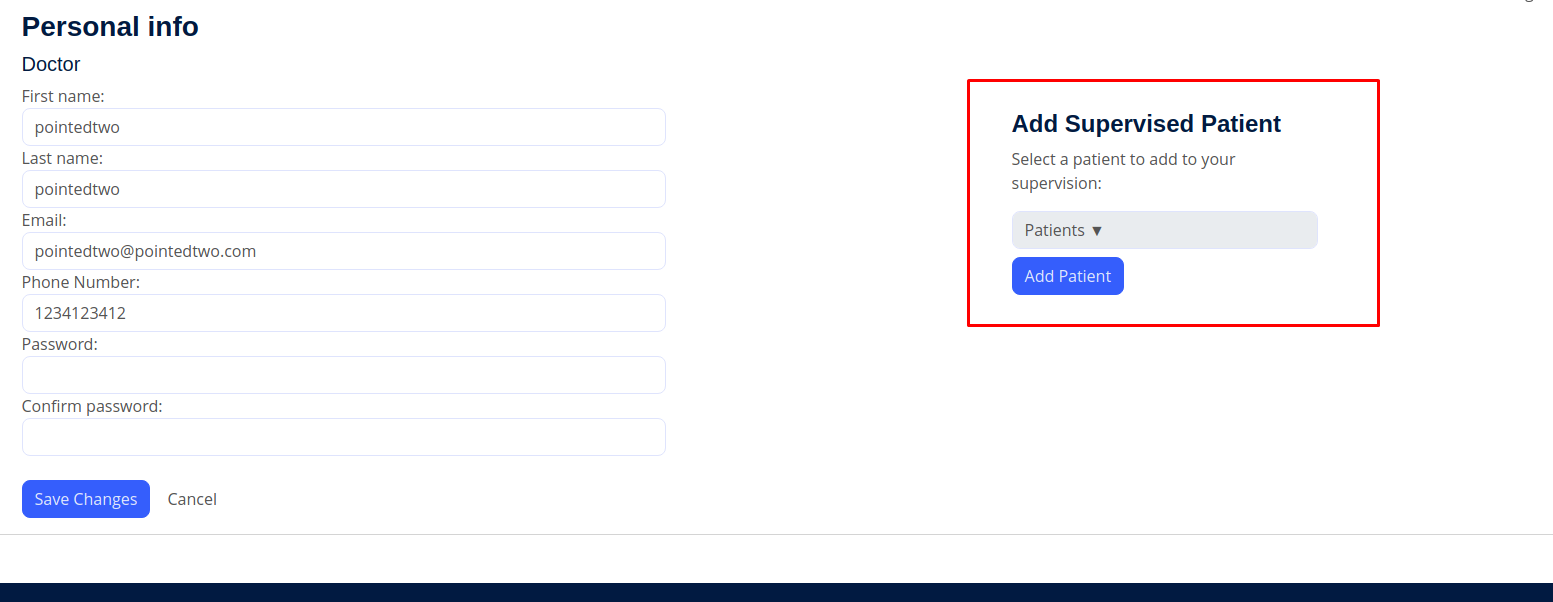 Personal info
Doctor
First name:
pointedtwo
Last name:
pointedtwo
Email:
pointedtwo@pointedtwo.com
Phone Number:
1234123412
Password:
Confirm password:
Save Changes Cancel
Add Supervised Patient
Select a patient to add to your
supervision:
Patients ▼
Add Patient